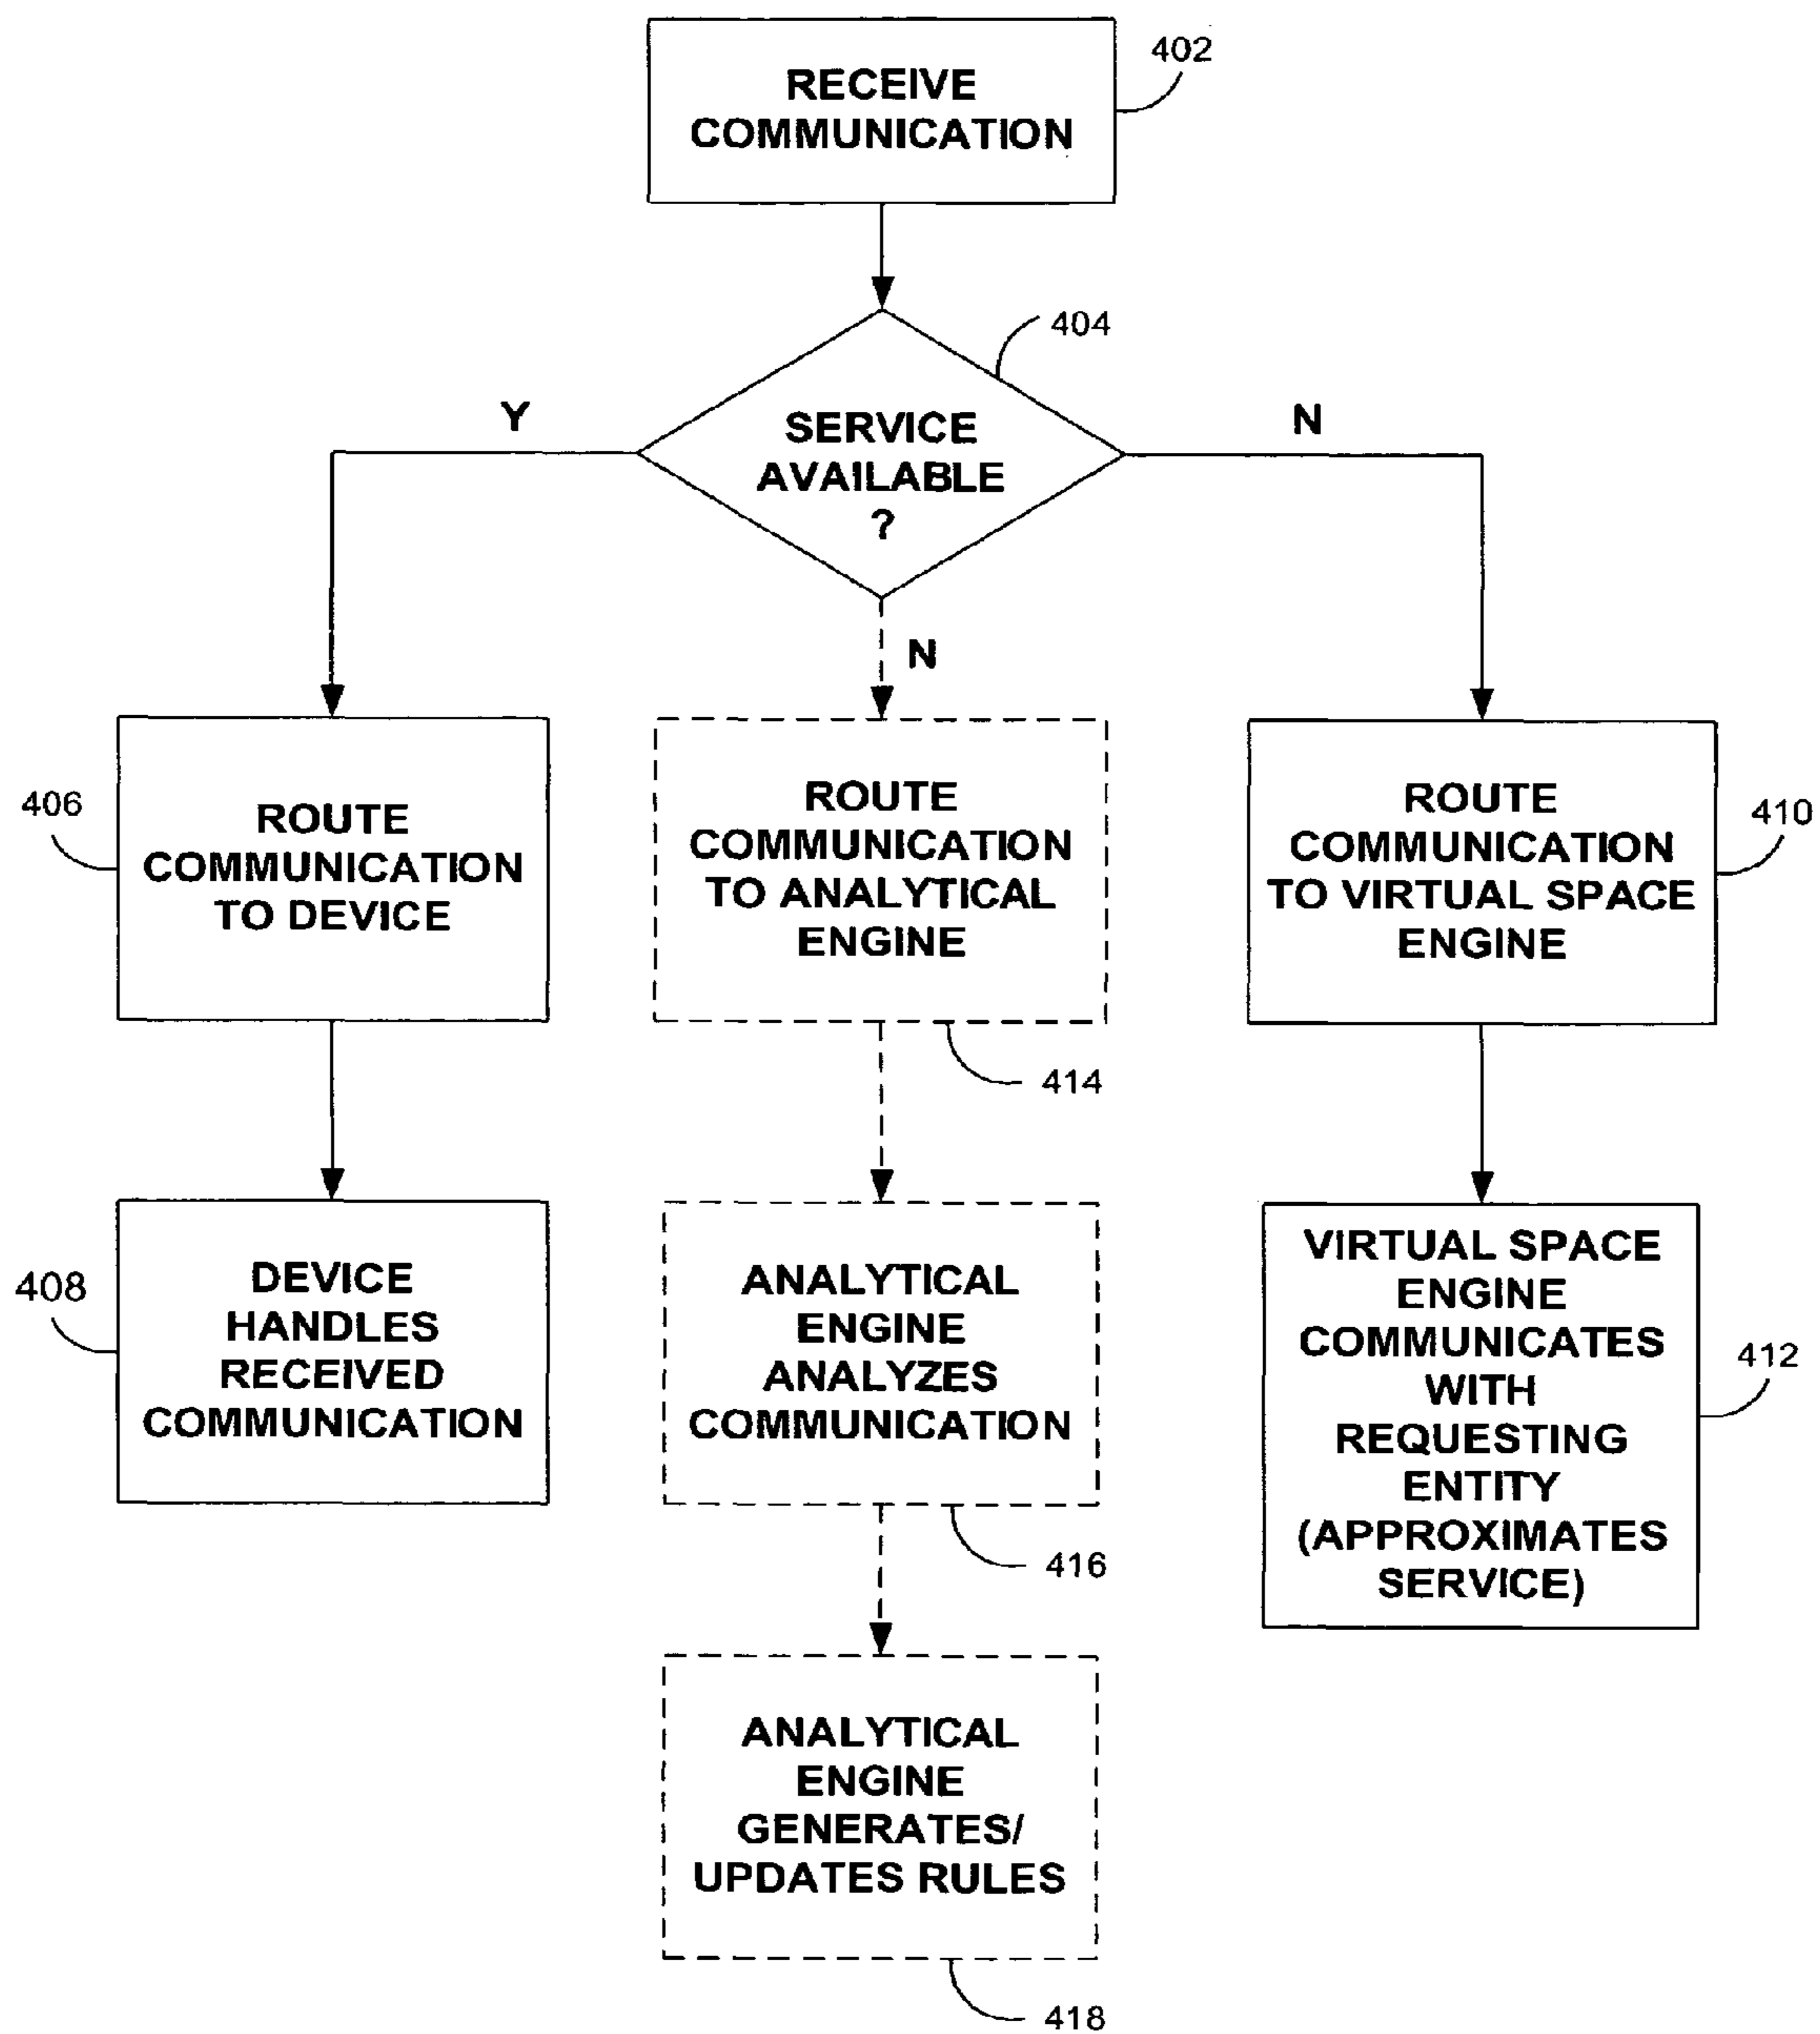 RECEIVE
COMMUNICATION
402
404
SERVICE
AVAILABLE
?
Y
N
N
406
ROUTE
COMMUNICATION
TO DEVICE
ROUTE
COMMUNICATION
TO ANALYTICAL
ENGINE
414
ROUTE
COMMUNICATION
TO VIRTUAL SPACE
ENGINE
410
408
DEVICE
HANDLES
RECEIVED
COMMUNICATION
ANALYTICAL
ENGINE
ANALYZES
COMMUNICATION
416
VIRTUAL SPACE
ENGINE
COMMUNICATES
WITH
REQUESTING
ENTITY
(APPROXIMATES
SERVICE)
412
ANALYTICAL
ENGINE
GENERATES/
UPDATES RULES
418